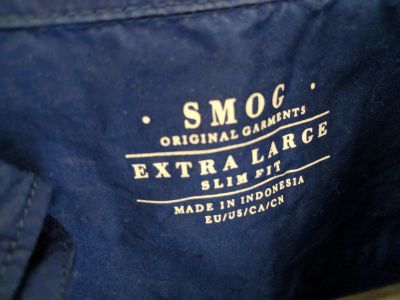 · SMOG ·
ORIGINAL GARMENTS
EXTRA LARGE
SLIM FIT
MADE IN INDONESIA
EU/US/CA/CN